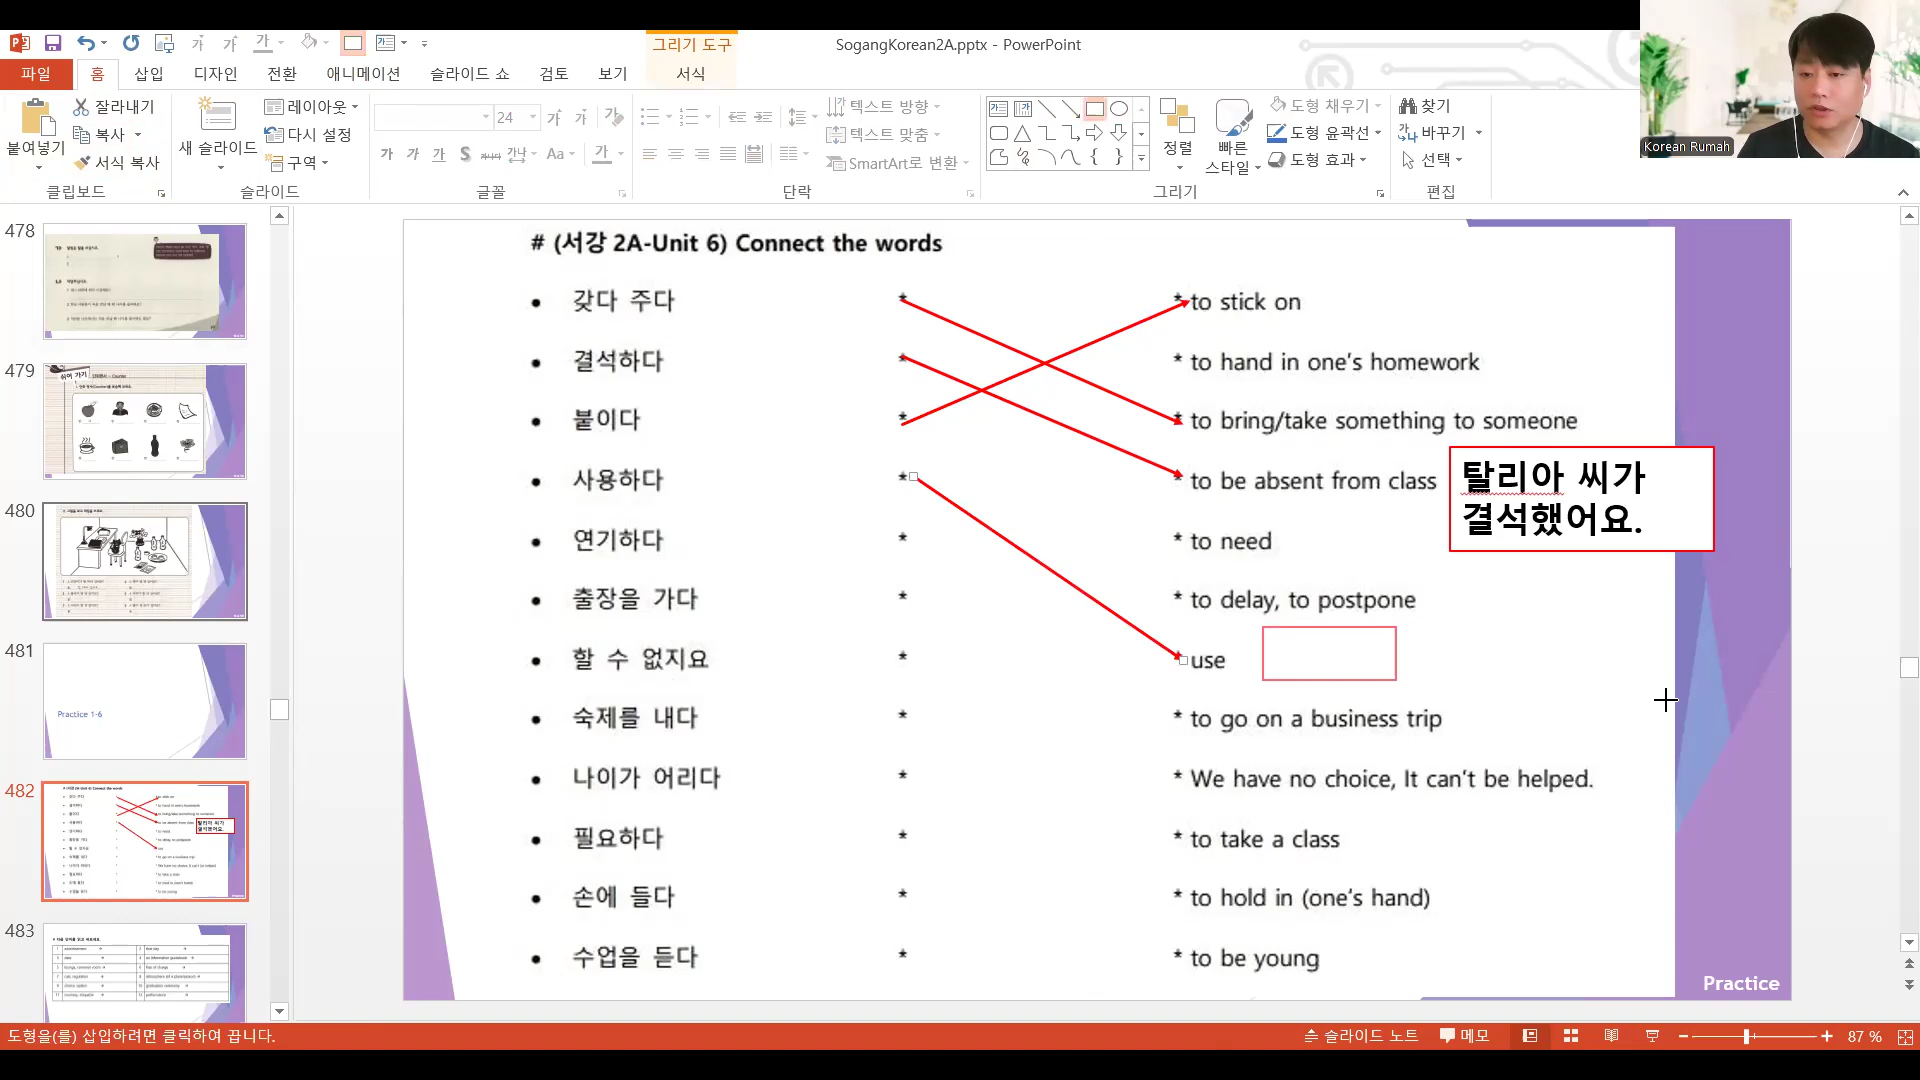 그리기 도구
SogangKorean2A.pptx - PowerPoint
파일 홈 삽입 디자인 전환 애니메이션 슬라이드 쇼 검토 보기 서식
붙여넣기 잘라내기 복사 서식 복사
새 슬라이드 레이아웃 다시 설정 구역
24
텍스트 방향 텍스트 맞춤 SmartArt로 변환
정렬 빠른 스타일 도형 채우기 도형 윤곽선 도형 효과
찾기 바꾸기 선택
클립보드 슬라이드 글꼴 단락 그리기 편집
Korean Rumah
478
479
480
481
Practice 1-6
482
483
# (서강 2A-Unit 6) Connect the words
• 갖다 주다 * * to stick on
• 결석하다 * * to hand in one's homework
• 붙이다 * * to bring/take something to someone
• 사용하다 * * to be absent from class
탈리아 씨가
결석했어요.
• 연기하다 * * to need
• 출장을 가다 * * to delay, to postpone
• 할 수 없지요 * * use
• 숙제를 내다 * * to go on a business trip
• 나이가 어리다 * * We have no choice, It can't be helped.
• 필요하다 * * to take a class
• 손에 들다 * * to hold in (one's hand)
• 수업을 듣다 * * to be young
Practice
도형을(를) 삽입하려면 클릭하여 끕니다.
슬라이드 노트 메모 87 %